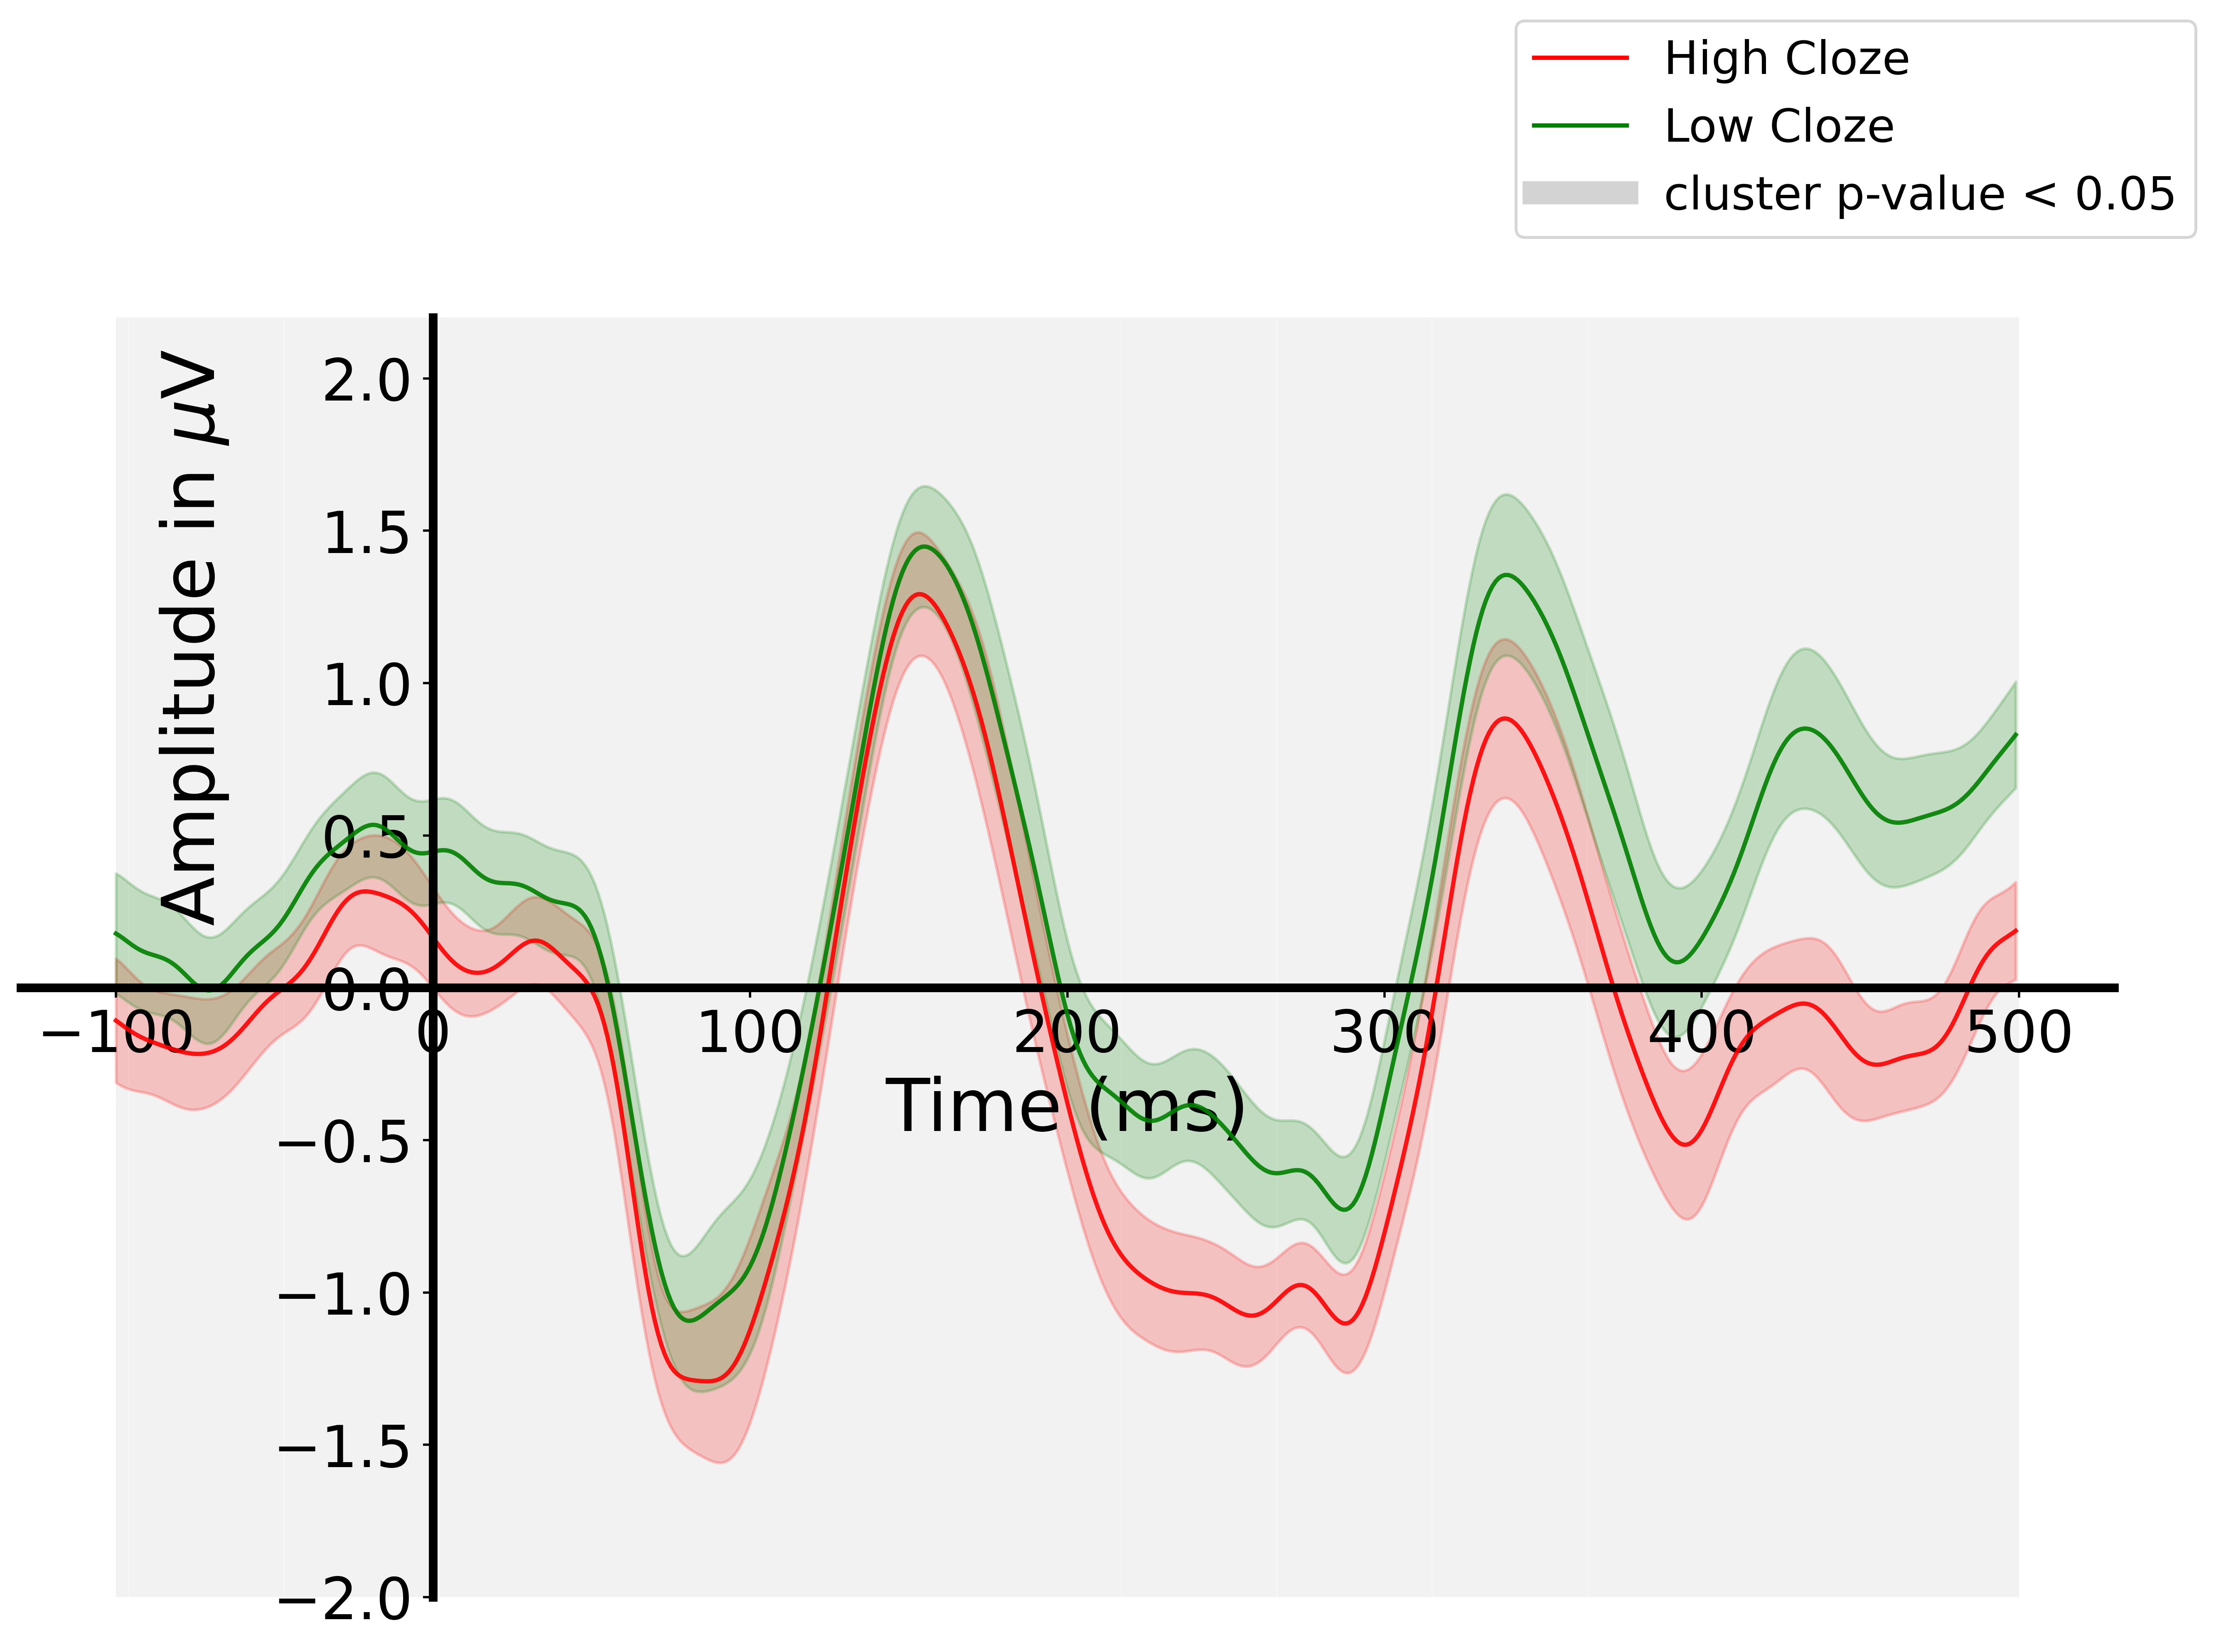 High Cloze
Low Cloze
cluster p-value < 0.05
Amplitude in μV
2.0
1.5
1.0
0.5
0.0
−0.5
−1.0
−1.5
−2.0
−100 0 100 200 300 400 500
Time (ms)